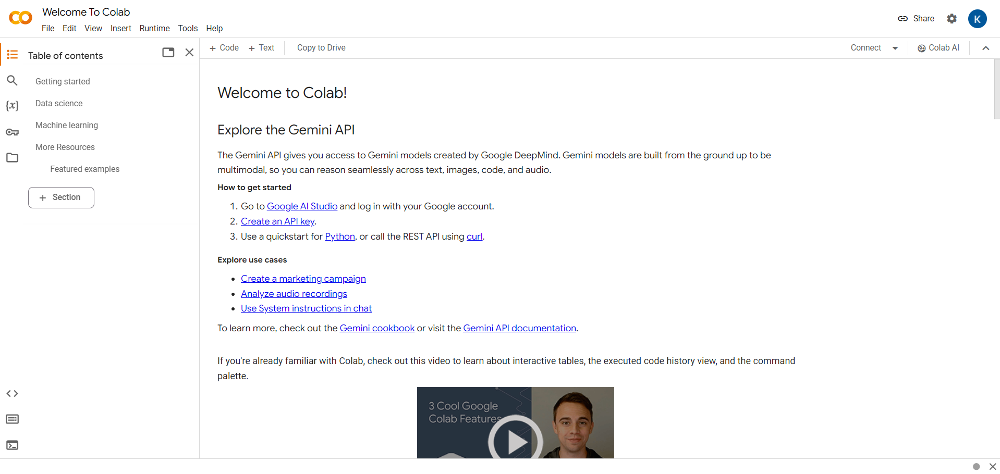 Welcome To Colab
File Edit View Insert Runtime Tools Help
Share
K
Table of contents
Getting started
Data science
Machine learning
More Resources
Featured examples
+ Section
+ Code + Text Copy to Drive
Connect
Colab AI
Welcome to Colab!
Explore the Gemini API
The Gemini API gives you access to Gemini models created by Google DeepMind. Gemini models are built from the ground up to be
multimodal, so you can reason seamlessly across text, images, code, and audio.
How to get started
1. Go to Google AI Studio and log in with your Google account.
2. Create an API key.
3. Use a quickstart for Python, or call the REST API using curl.
Explore use cases
• Create a marketing campaign
• Analyze audio recordings
• Use System instructions in chat
To learn more, check out the Gemini cookbook or visit the Gemini API documentation.
If you're already familiar with Colab, check out this video to learn about interactive tables, the executed code history view, and the command
palette.
3 Cool Google
Colab Features